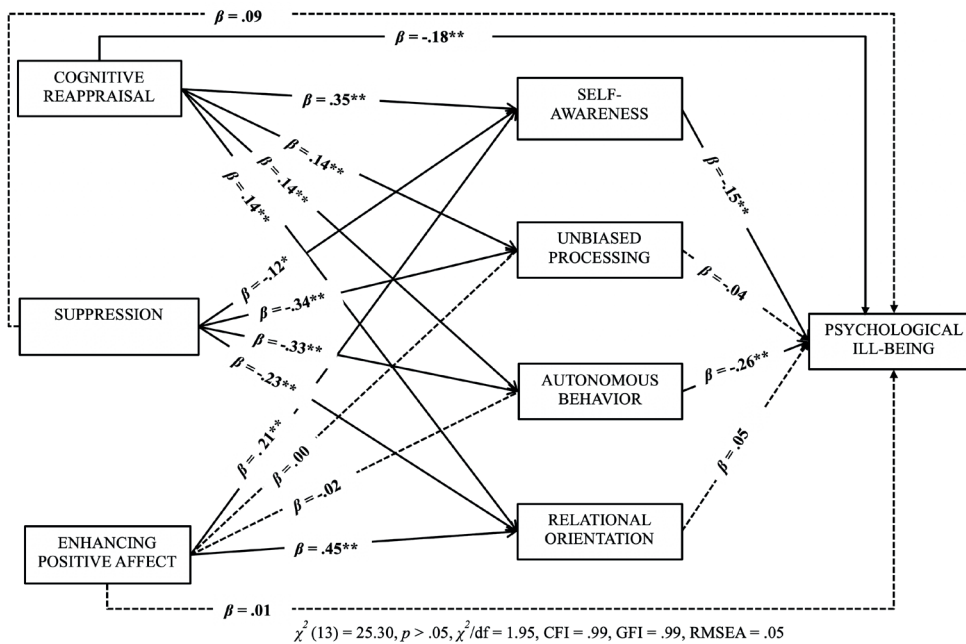 β = .09
β = -.18**
COGNITIVE
REAPPRAISAL
β = .35**
SELF-
AWARENESS
β = .14**
β = .14**
β = .14**
β = -.15**
UNBIASED
PROCESSING
β = -.12*
β = -.04
β = -.34**
SUPPRESSION
PSYCHOLOGICAL
ILL-BEING
β = -.33**
β = -.26**
AUTONOMOUS
BEHAVIOR
β = -.23**
β = .21**
β = .00
β = -.02
β = .05
ENHANCING
POSITIVE AFFECT
β = .45**
RELATIONAL
ORIENTATION
β = .01
χ² (13) = 25.30, p > .05, χ²/df = 1.95, CFI = .99, GFI = .99, RMSEA = .05